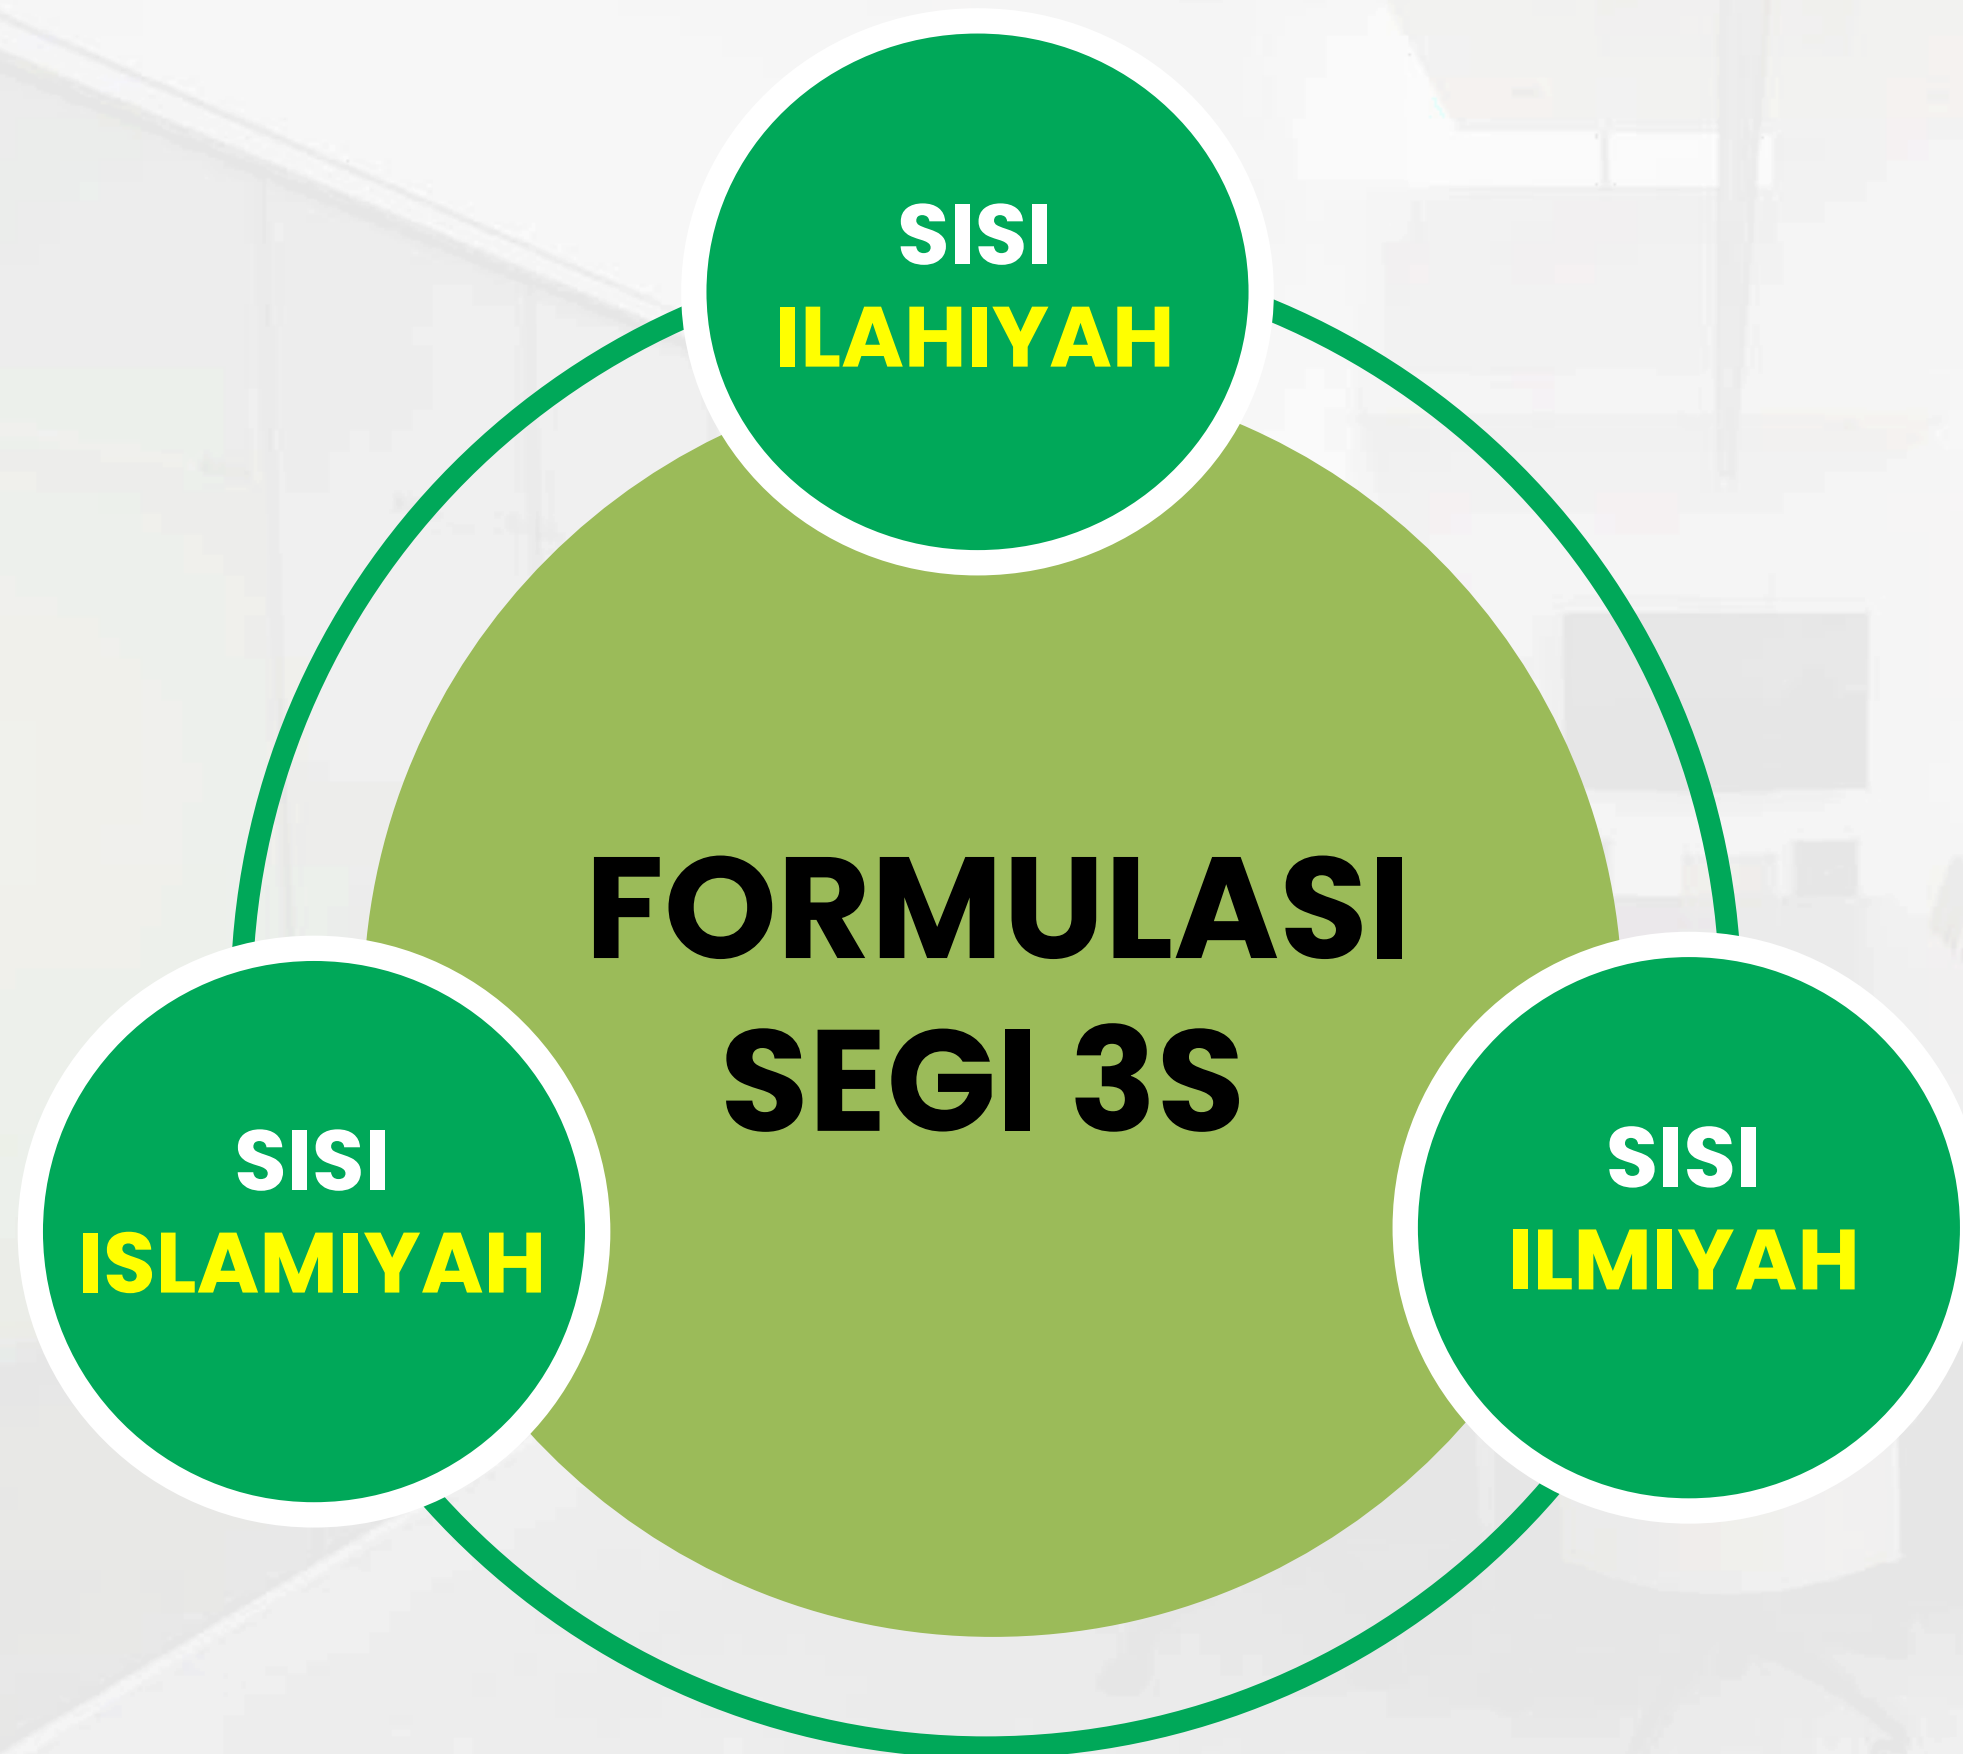 SISI
ILAHIYAH
FORMULASI
SEGI 3S
SISI
ISLAMIYAH
SISI
ILMIYAH